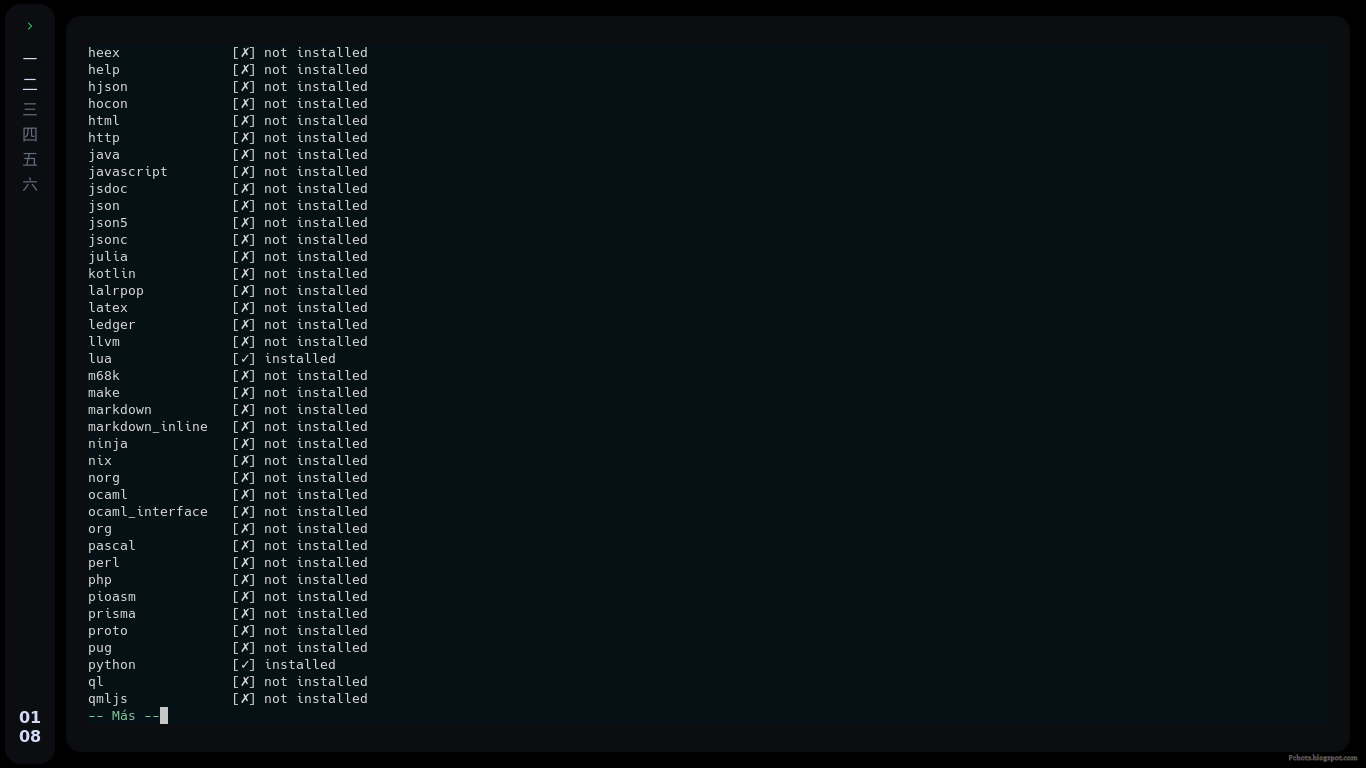 ›
一
二
三
四
五
六
01
08
heex [✗] not installed
help [✗] not installed
hjson [✗] not installed
hocon [✗] not installed
html [✗] not installed
http [✗] not installed
java [✗] not installed
javascript [✗] not installed
jsdoc [✗] not installed
json [✗] not installed
json5 [✗] not installed
jsonc [✗] not installed
julia [✗] not installed
kotlin [✗] not installed
lalrpop [✗] not installed
latex [✗] not installed
ledger [✗] not installed
llvm [✗] not installed
lua [✓] installed
m68k [✗] not installed
make [✗] not installed
markdown [✗] not installed
markdown_inline [✗] not installed
ninja [✗] not installed
nix [✗] not installed
norg [✗] not installed
ocaml [✗] not installed
ocaml_interface [✗] not installed
org [✗] not installed
pascal [✗] not installed
perl [✗] not installed
php [✗] not installed
pioasm [✗] not installed
prisma [✗] not installed
proto [✗] not installed
pug [✗] not installed
python [✓] installed
ql [✗] not installed
qmljs [✗] not installed
-- Más --
Pcbots.blogspot.com